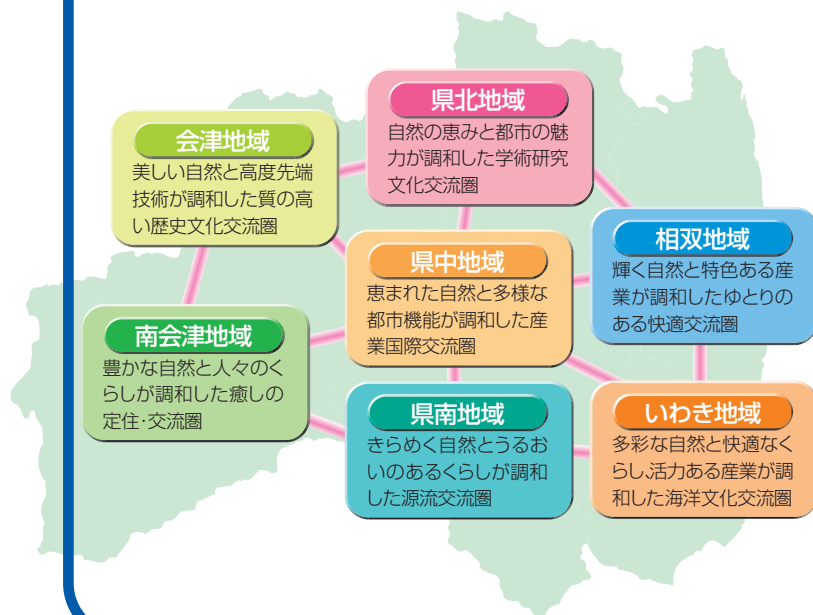 県北地域
自然の恵みと都市の魅
力が調和した学術研究
文化交流圏
会津地域
美しい自然と高度先端
技術が調和した質の高
い歴史文化交流圏
相双地域
輝く自然と特色ある産
業が調和したゆとりの
ある快適交流圏
県中地域
恵まれた自然と多様な
都市機能が調和した産
業国際交流圏
南会津地域
豊かな自然と人々のく
らしが調和した癒しの
定住・交流圏
県南地域
きらめく自然とうるお
いのあるくらしが調和
した源流交流圏
いわき地域
多彩な自然と快適なく
らし、活力ある産業が調
和した海洋文化交流圏